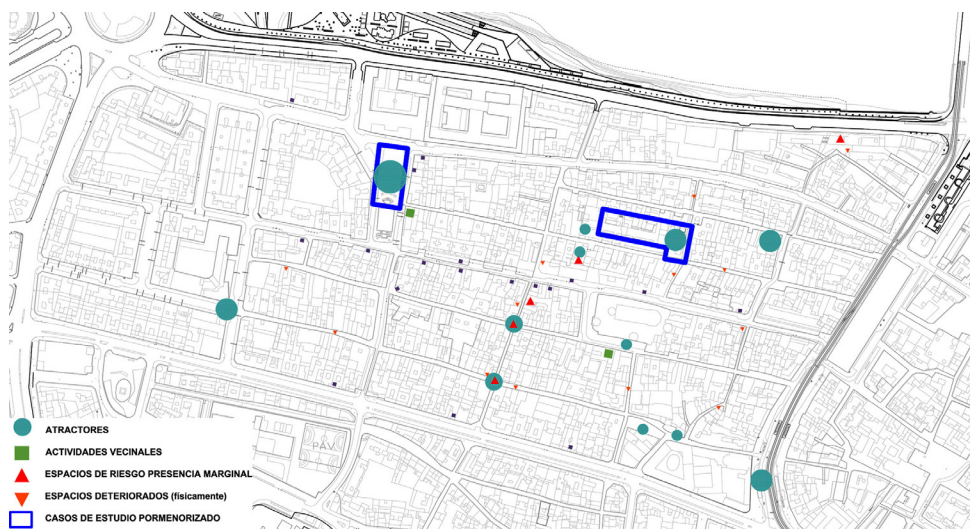 ATRACTORES
ACTIVIDADES VECINALES
ESPACIOS DE RIESGO PRESENCIA MARGINAL
ESPACIOS DETERIORADOS (físicamente)
CASOS DE ESTUDIO PORMENORIZADO
PAV.